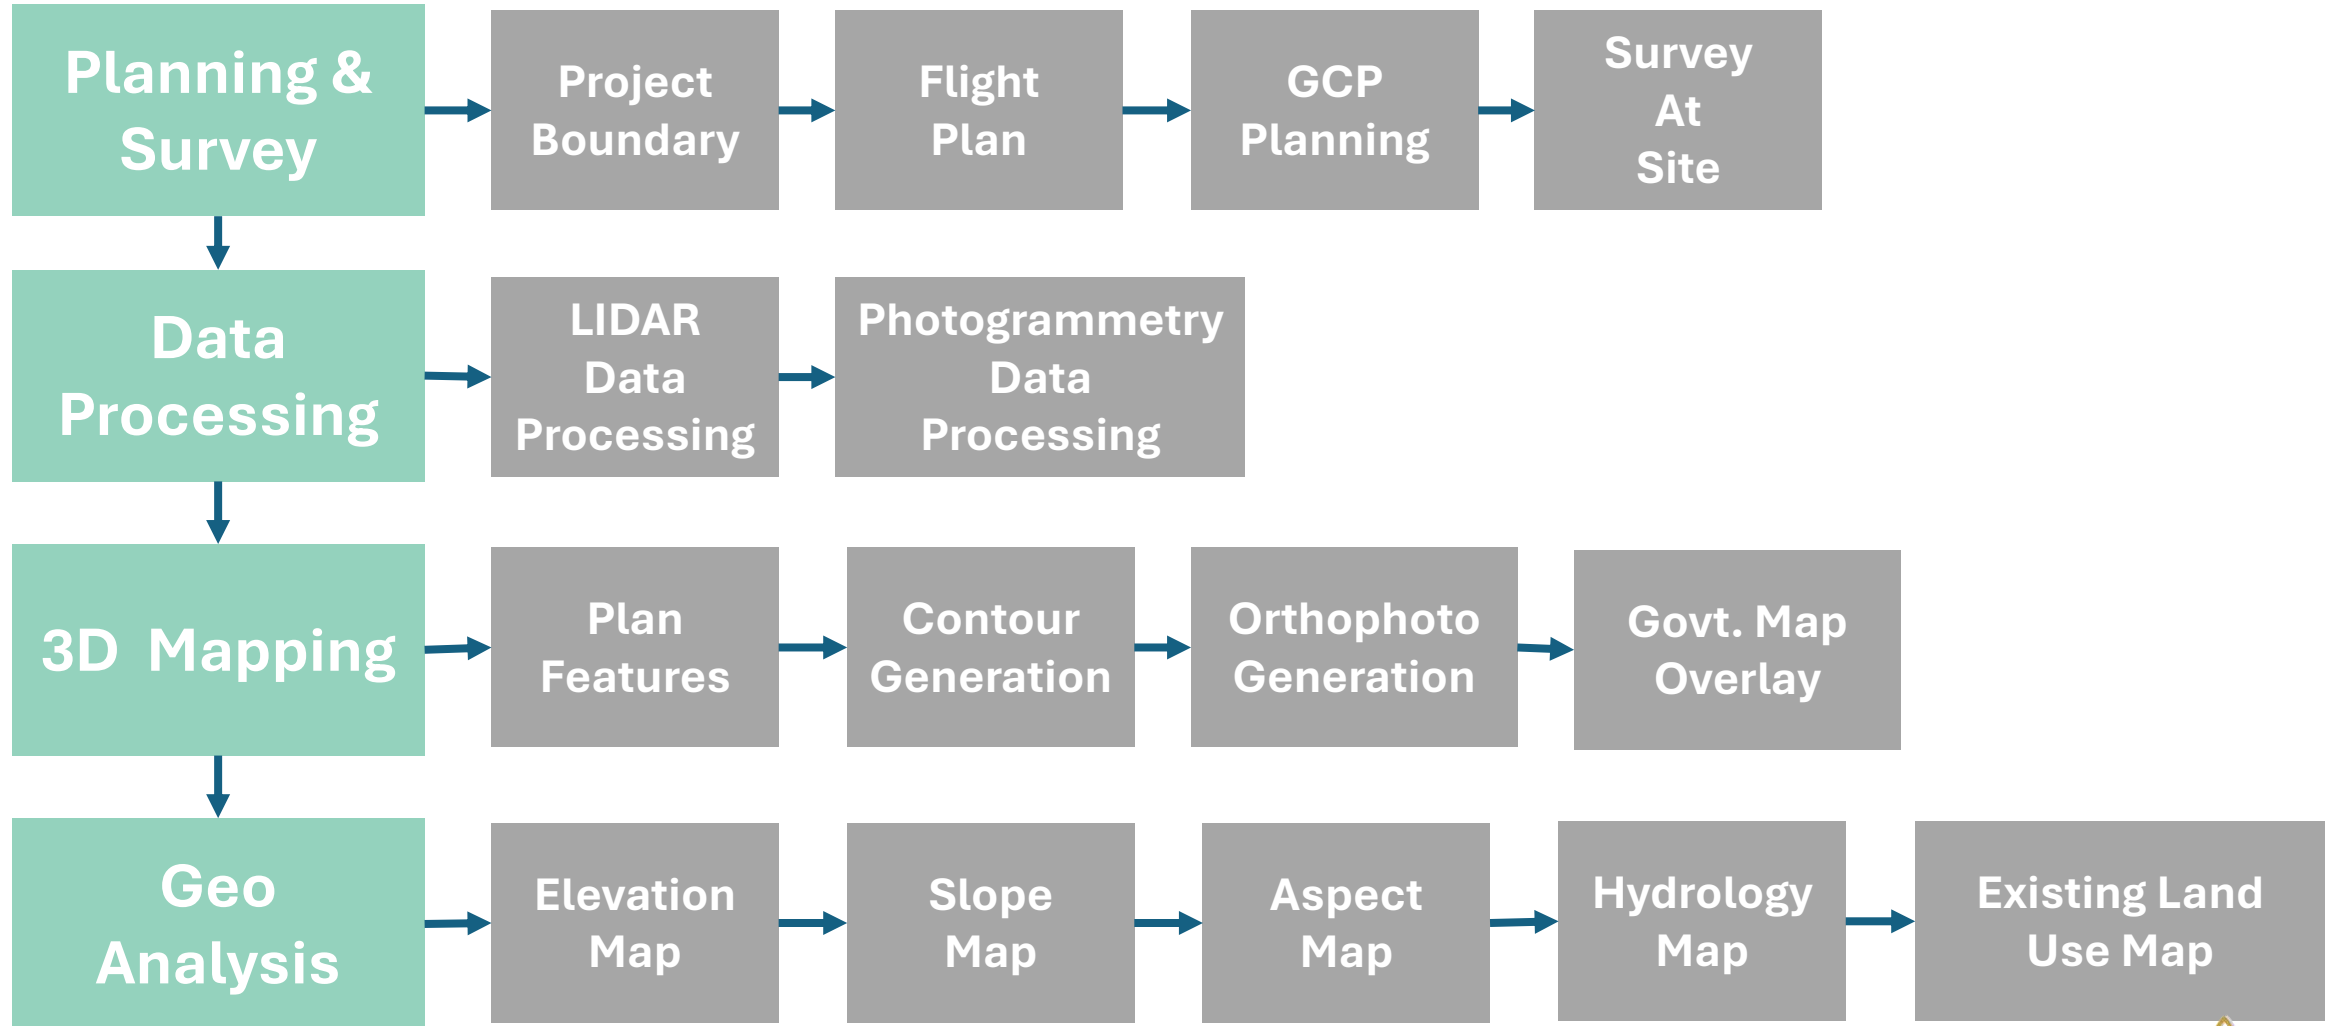 Planning &
Survey
Project
Boundary
Flight
Plan
GCP
Planning
Survey
At
Site
Data
Processing
LIDAR
Data
Processing
Photogrammetry
Data
Processing
3D  Mapping
Plan
Features
Contour
Generation
Orthophoto
Generation
Govt. Map
Overlay
Geo
Analysis
Elevation
Map
Slope
Map
Aspect
Map
Hydrology
Map
Existing Land
Use Map